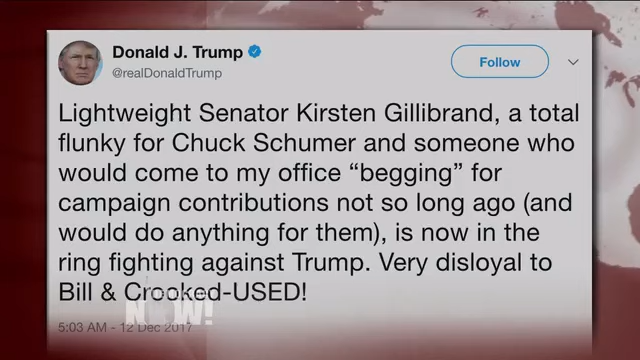 Donald J. Trump
@realDonaldTrump
Follow
Lightweight Senator Kirsten Gillibrand, a total
flunky for Chuck Schumer and someone who
would come to my office “begging” for
campaign contributions not so long ago (and
would do anything for them), is now in the
ring fighting against Trump. Very disloyal to
Bill & Crooked-USED!
NOW!
5:03 AM - 12 Dec 2017